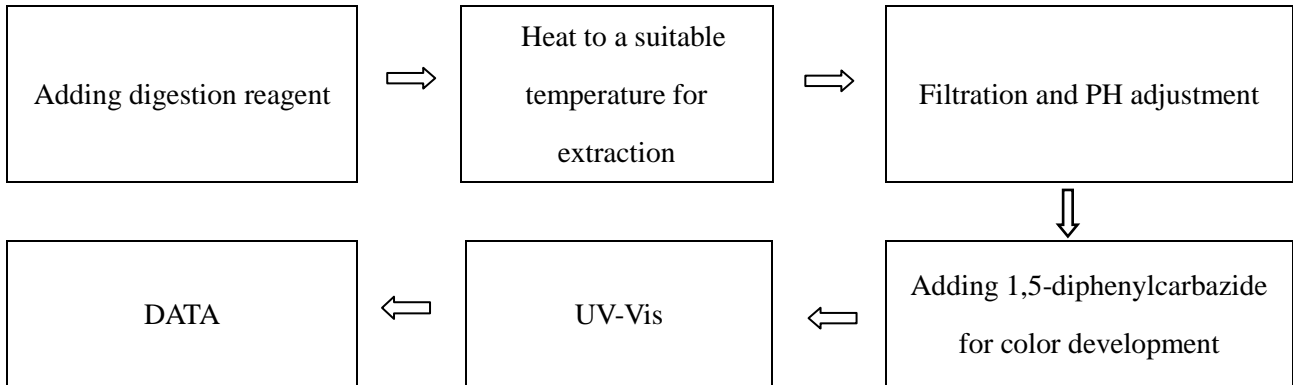 Adding digestion reagent
Heat to a suitable
temperature for
extraction
Filtration and PH adjustment
Adding 1,5-diphenylcarbazide
for color development
UV-Vis
DATA